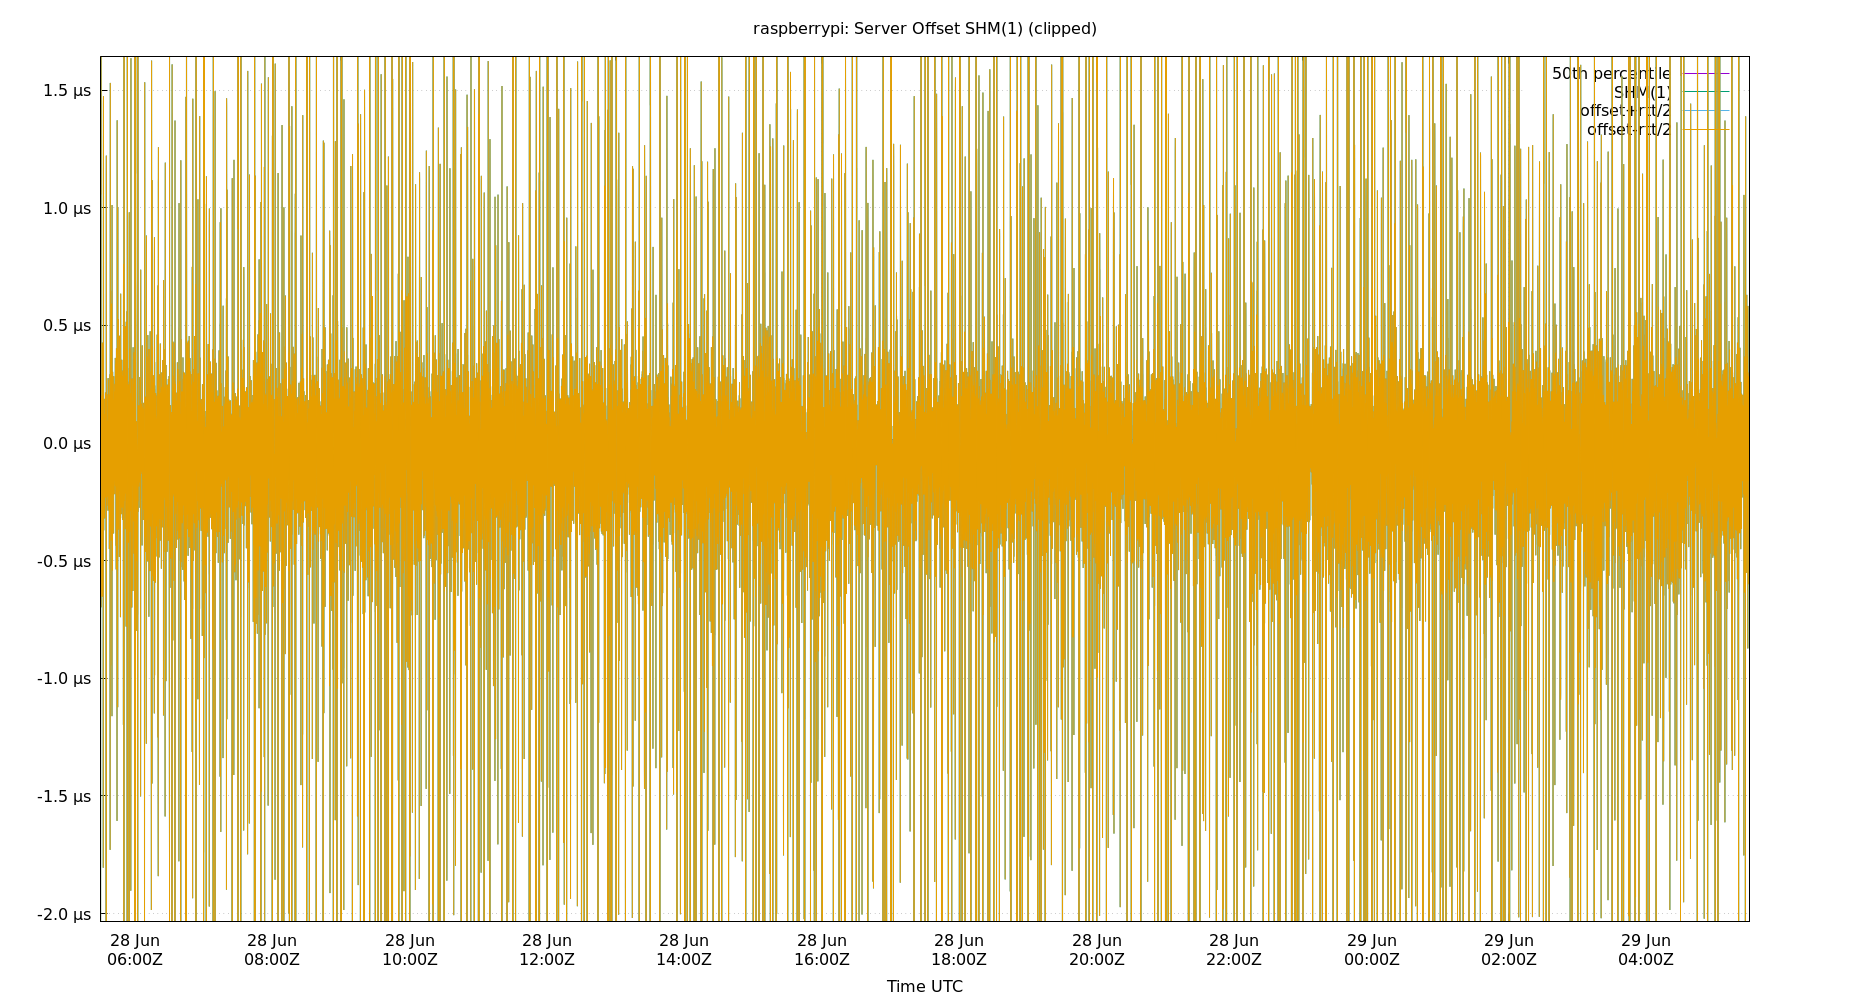 raspberrypi: Server Offset SHM(1) (clipped)
50th percentile
SHM(1)
offset+rtt/2
offset-rtt/2
1.5 µs
1.0 µs
0.5 µs
0.0 µs
-0.5 µs
-1.0 µs
-1.5 µs
-2.0 µs
28 Jun 28 Jun 28 Jun 28 Jun 28 Jun 28 Jun 28 Jun 28 Jun 28 Jun 29 Jun 29 Jun 29 Jun
06:00Z 08:00Z 10:00Z 12:00Z 14:00Z 16:00Z 18:00Z 20:00Z 22:00Z 00:00Z 02:00Z 04:00Z
Time UTC